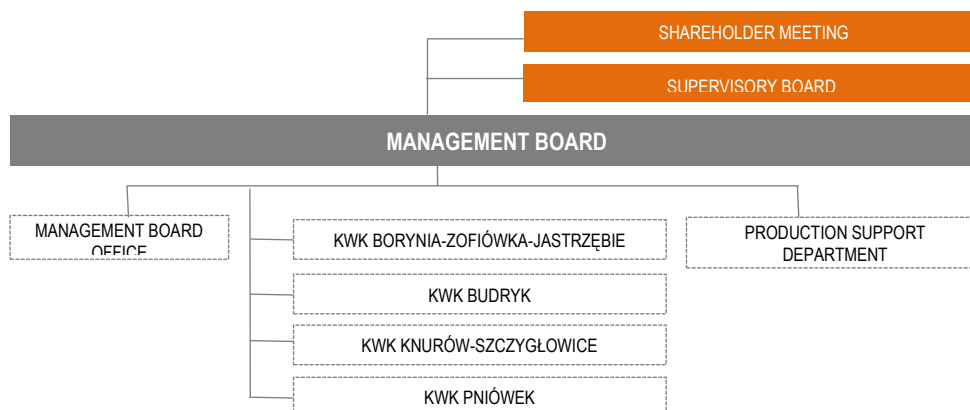 SHAREHOLDER MEETING
SUPERVISORY BOARD
MANAGEMENT BOARD
MANAGEMENT BOARD
OFFICE
KWK BORYNIA-ZOFIÓWKA-JASTRZĘBIE
PRODUCTION SUPPORT
DEPARTMENT
KWK BUDRYK
KWK KNURÓW-SZCZYGŁOWICE
KWK PNIÓWEK